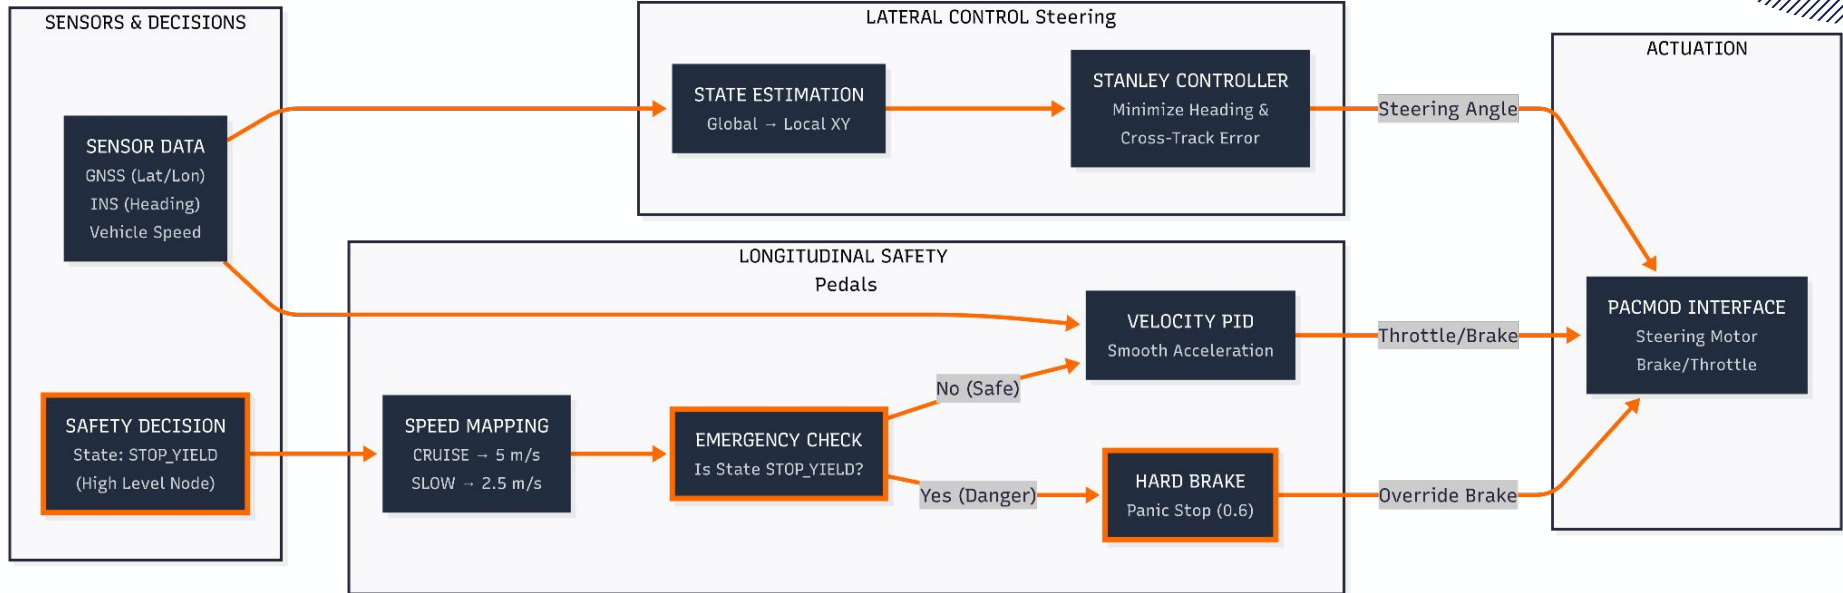 SENSORS & DECISIONS
SENSOR DATA
GNSS (Lat/Lon)
INS (Heading)
Vehicle Speed
SAFETY DECISION
State: STOP_YIELD
(High Level Node)
LATERAL CONTROL Steering
STATE ESTIMATION
Global → Local XY
STANLEY CONTROLLER
Minimize Heading &
Cross-Track Error
Steering Angle
LONGITUDINAL SAFETY
Pedals
SPEED MAPPING
CRUISE → 5 m/s
SLOW → 2.5 m/s
EMERGENCY CHECK
Is State STOP_YIELD?
No (Safe)
Yes (Danger)
VELOCITY PID
Smooth Acceleration
HARD BRAKE
Panic Stop (0.6)
Throttle/Brake
Override Brake
ACTUATION
PACMOD INTERFACE
Steering Motor
Brake/Throttle